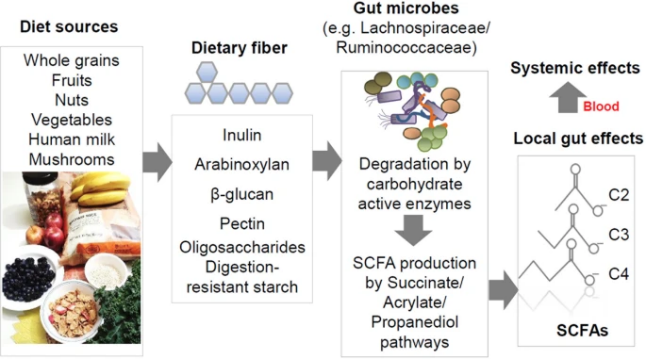 Diet sources
Whole grains
Fruits
Nuts
Vegetables
Human milk
Mushrooms
Dietary fiber
Inulin
Arabinoxylan
β-glucan
Pectin
Oligosaccharides
Digestion-
resistant starch
Gut microbes
(e.g. Lachnospiraceae/
Ruminococcaceae)
Degradation by
carbohydrate
active enzymes
SCFA production
by Succinate/
Acrylate/
Propanediol
pathways
Systemic effects
Blood
Local gut effects
O
O⁻
C2
O
O⁻
C3
O
O⁻
C4
SCFAs